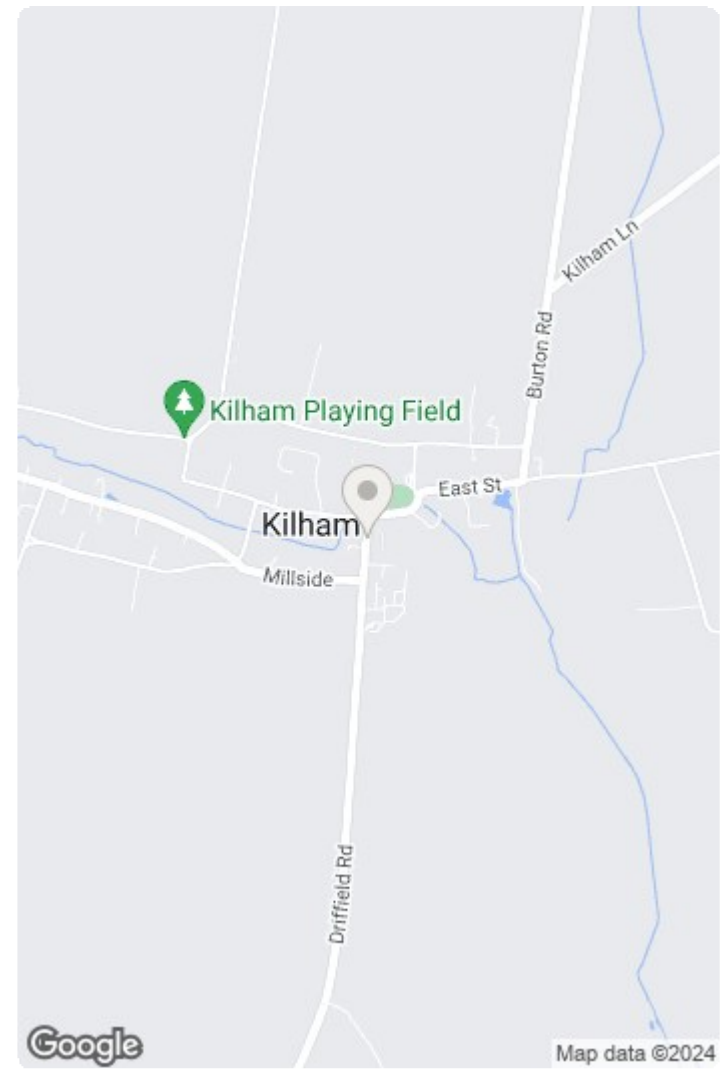 Kilham Ln
Burton Rd
Kilham Playing Field
East St
Kilham
Millside
Driffield Rd
Google
Map data ©2024